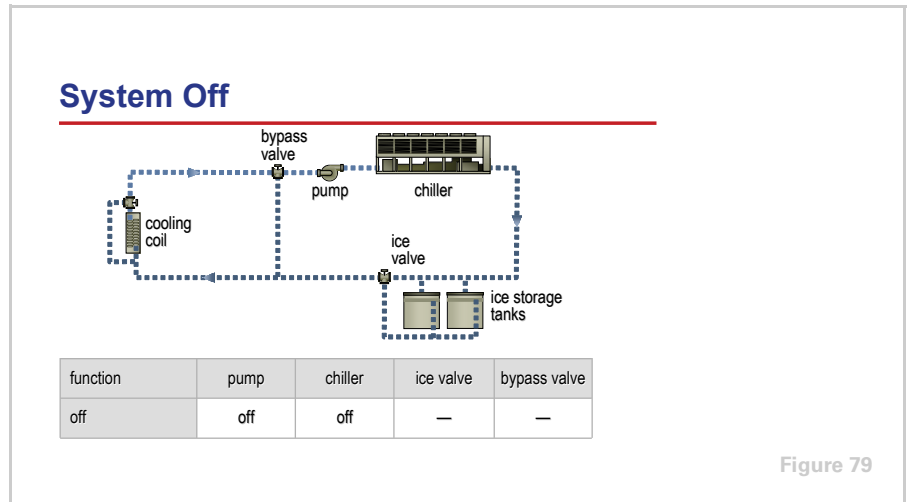 System Off
bypass
valve
pump
chiller
cooling
coil
ice
valve
ice storage
tanks
function pump chiller ice valve bypass valve
off off off — —
Figure 79